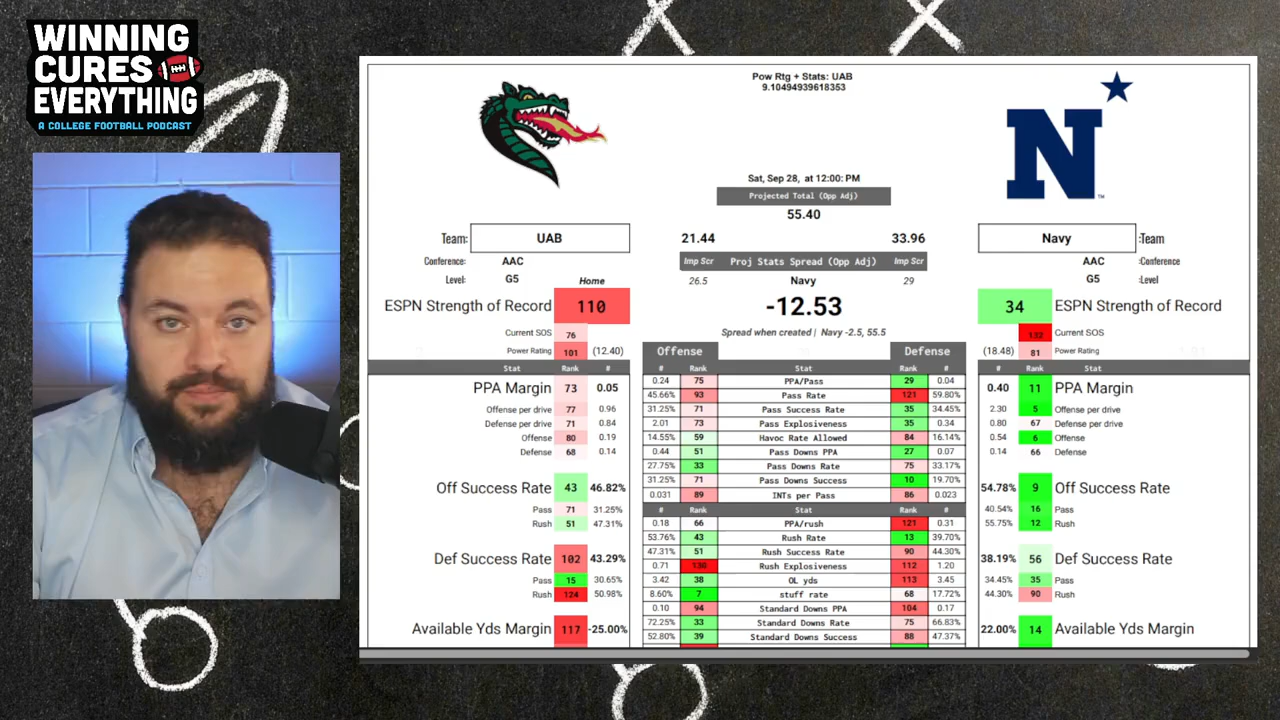 WINNING
CURES
EVERYTHING
A COLLEGE FOOTBALL PODCAST
Pow Rtg + Stats: UAB
9.10494939618353
Sat, Sep 28, at 12:00: PM
Projected Total (Opp Adj)
55.40
Team: UAB 21.44 33.96 Navy :Team
Conference: AAC Imp Scr Proj Stats Spread (Opp Adj) Imp Scr AAC :Conference
Level: G5 Home 26.5 Navy 29 G5 :Level
ESPN Strength of Record 110 -12.53 34 ESPN Strength of Record
Current SOS 76 Spread when created | Navy -2.5, 55.5 Current SOS
Power Rating 101 (12.40) Offense Defense (18.48) 81 Power Rating
Stat Rank # # Rank Stat Rank # # Rank Stat
PPA Margin 73 0.05 0.24 75 PPA/Pass 29 0.04 0.40 11 PPA Margin
45.66% 93 Pass Rate 121 59.80%
Offense per drive 77 0.96 31.25% 71 Pass Success Rate 35 34.45% 2.30 5 Offense per drive
Defense per drive 71 0.84 2.01 73 Pass Explosiveness 35 0.34 0.80 67 Defense per drive
Offense 80 0.19 14.55% 59 Havoc Rate Allowed 84 16.14% 0.54 6 Offense
Defense 68 0.14 0.44 51 Pass Downs PPA 27 0.07 0.14 66 Defense
27.75% 33 Pass Downs Rate 75 33.17%
Off Success Rate 43 46.82% 31.25% 71 Pass Downs Success 10 19.70% 54.78% 9 Off Success Rate
0.031 89 INTs per Pass 86 0.023
Pass 71 31.25% # Rank Stat Rank # 40.54% 16 Pass
Rush 51 47.31% 0.18 66 PPA/rush 121 0.31 55.75% 12 Rush
53.76% 43 Rush Rate 13 39.70%
Def Success Rate 102 43.29% 47.31% 51 Rush Success Rate 90 44.30% 38.19% 56 Def Success Rate
0.71 130 Rush Explosiveness 112 1.20
Pass 15 30.65% 3.42 38 OL yds 113 3.45 34.45% 35 Pass
Rush 124 50.98% 8.60% 7 stuff rate 68 17.72% 44.30% 90 Rush
0.10 94 Standard Downs PPA 104 0.17
Available Yds Margin 117 -25.00% 72.25% 33 Standard Downs Rate 75 66.83% 22.00% 14 Available Yds Margin
52.80% 39 Standard Downs Success 88 47.37%
N